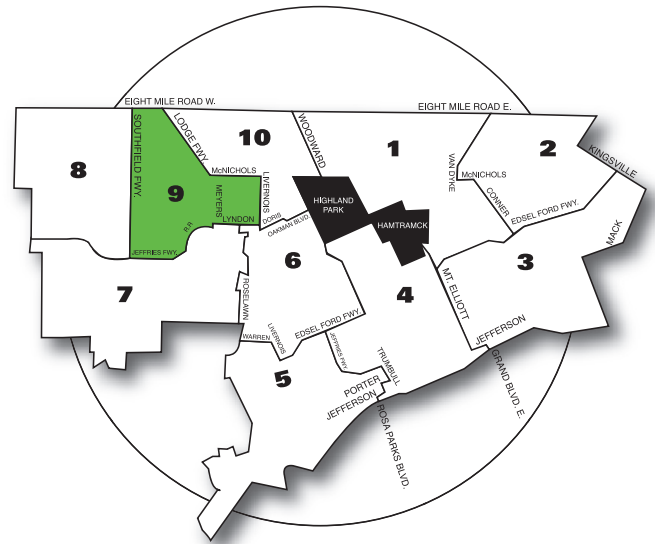 EIGHT MILE ROAD W.
EIGHT MILE ROAD E.
SOUTHFIELD FWY.
LODGE FWY.
10
WOODWARD
1
2
KINGSVILLE
8
9
McNICHOLS
VAN DYKE
McNICHOLS
MEYERS
LIVERNOIS
LYNDON
DORIS
OAKMAN BLVD.
HIGHLAND
PARK
HAMTRAMCK
CONNER
EDSEL FORD FWY.
MACK
R.R
JEFFRIES FWY.
7
ROSELAWN
6
4
MT. ELLIOTT
3
EDSEL FORD FWY.
JEFFERSON
WARREN
LIVERNOIS
JEFFRIES FWY
5
TRUMBULL
PORTER
JEFFERSON
ROSA PARKS BLVD.
GRAND BLVD. E.